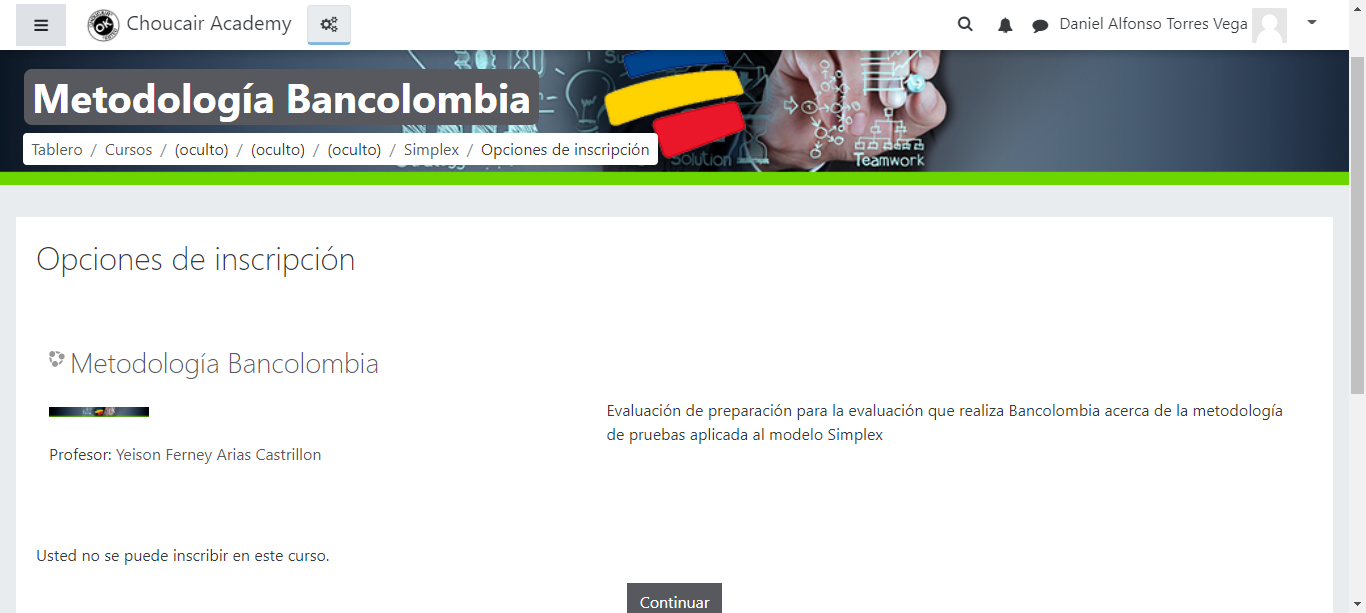 Choucair Academy
Daniel Alfonso Torres Vega
Metodología Bancolombia
Tablero / Cursos / (oculto) / (oculto) / (oculto) / Simplex / Opciones de inscripción
Solution
Teamwork
Opciones de inscripción
Metodología Bancolombia
Evaluación de preparación para la evaluación que realiza Bancolombia acerca de la metodología
de pruebas aplicada al modelo Simplex
Profesor: Yeison Ferney Arias Castrillon
Usted no se puede inscribir en este curso.
Continuar